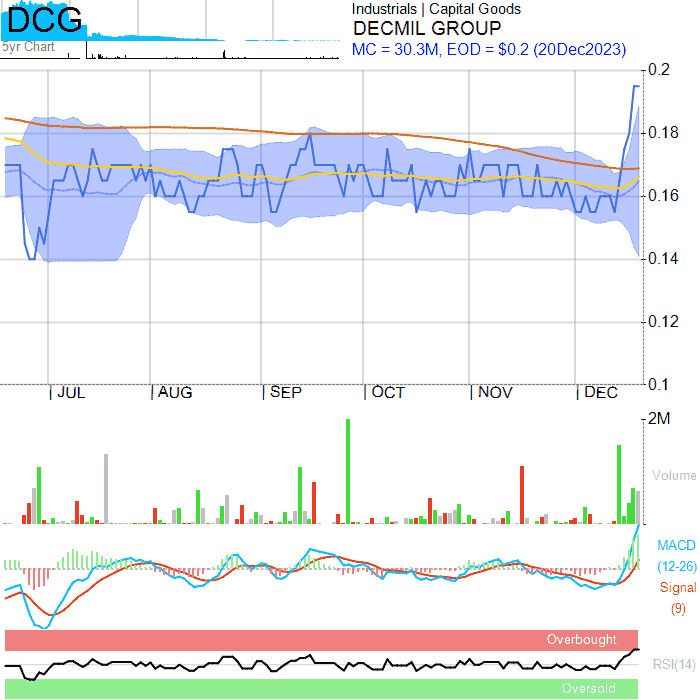 DCG
5yr Chart
Industrials | Capital Goods
DECMIL GROUP
MC = 30.3M, EOD = $0.2 (20Dec2023)
0.2
0.18
0.16
0.14
0.12
0.1
| JUL | AUG | SEP | OCT | NOV | DEC
2M
Volume
MACD
(12-26)
Signal
(9)
Overbought
RSI(14)
Oversold